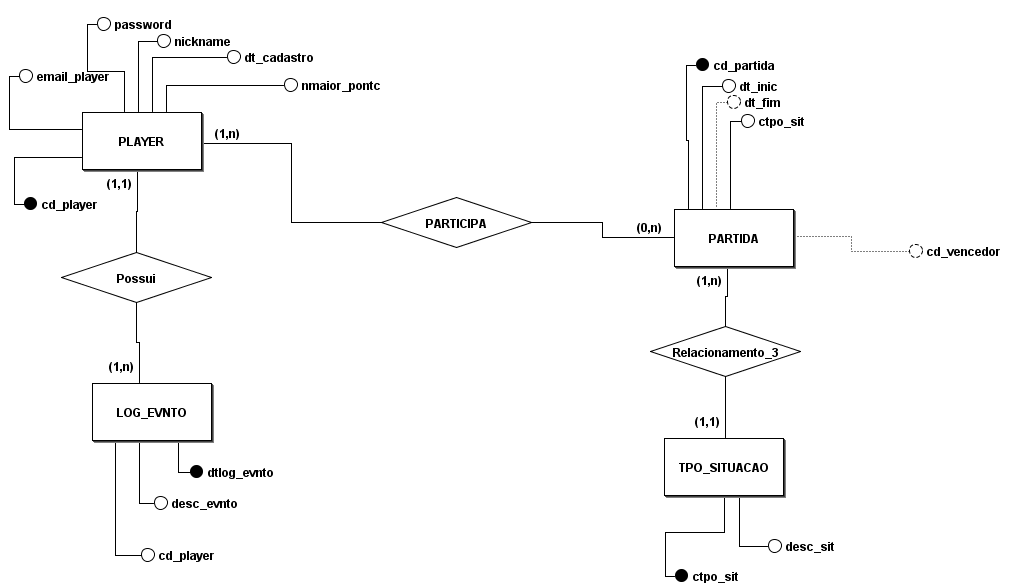 password
nickname
dt_cadastro
email_player
nmaior_pontc
PLAYER
(1,n)
(1,1)
cd_player
cd_partida
dt_inic
dt_fim
ctpo_sit
PARTICIPA
(0,n)
PARTIDA
cd_vencedor
(1,n)
Possui
Relacionamento_3
(1,n)
LOG_EVNTO
(1,1)
TPO_SITUACAO
dtlog_evnto
desc_evnto
cd_player
desc_sit
ctpo_sit